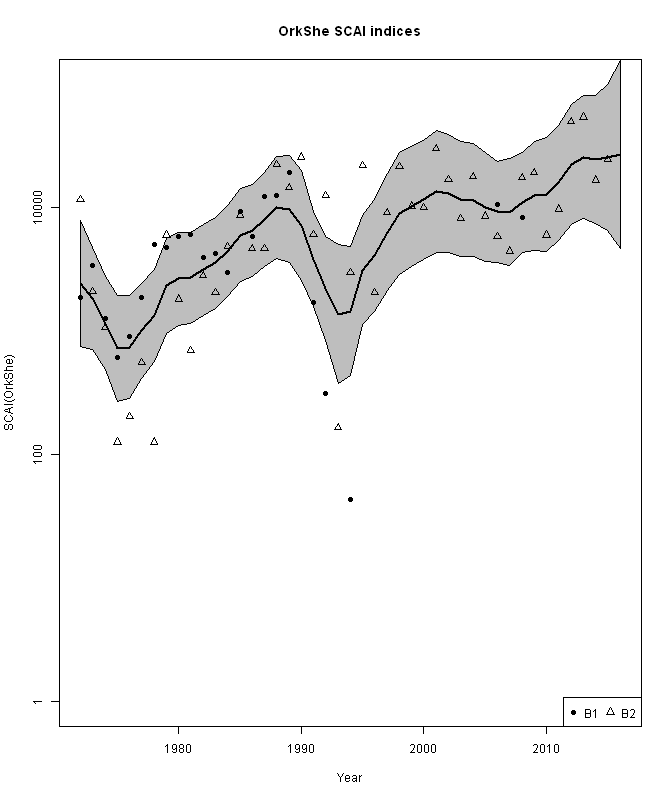 OrkShe SCAI indices
SCAI(OrkShe)
10000
100
1
1980 1990 2000 2010
Year
B1 B2